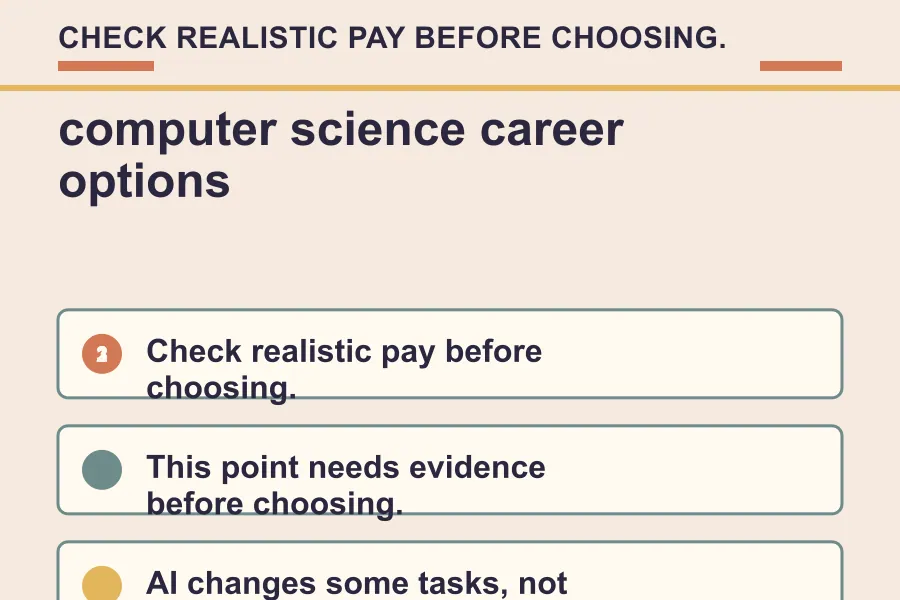 CHECK REALISTIC PAY BEFORE CHOOSING.
computer science career
options
Check realistic pay before
choosing.
This point needs evidence
before choosing.
AI changes some tasks, not